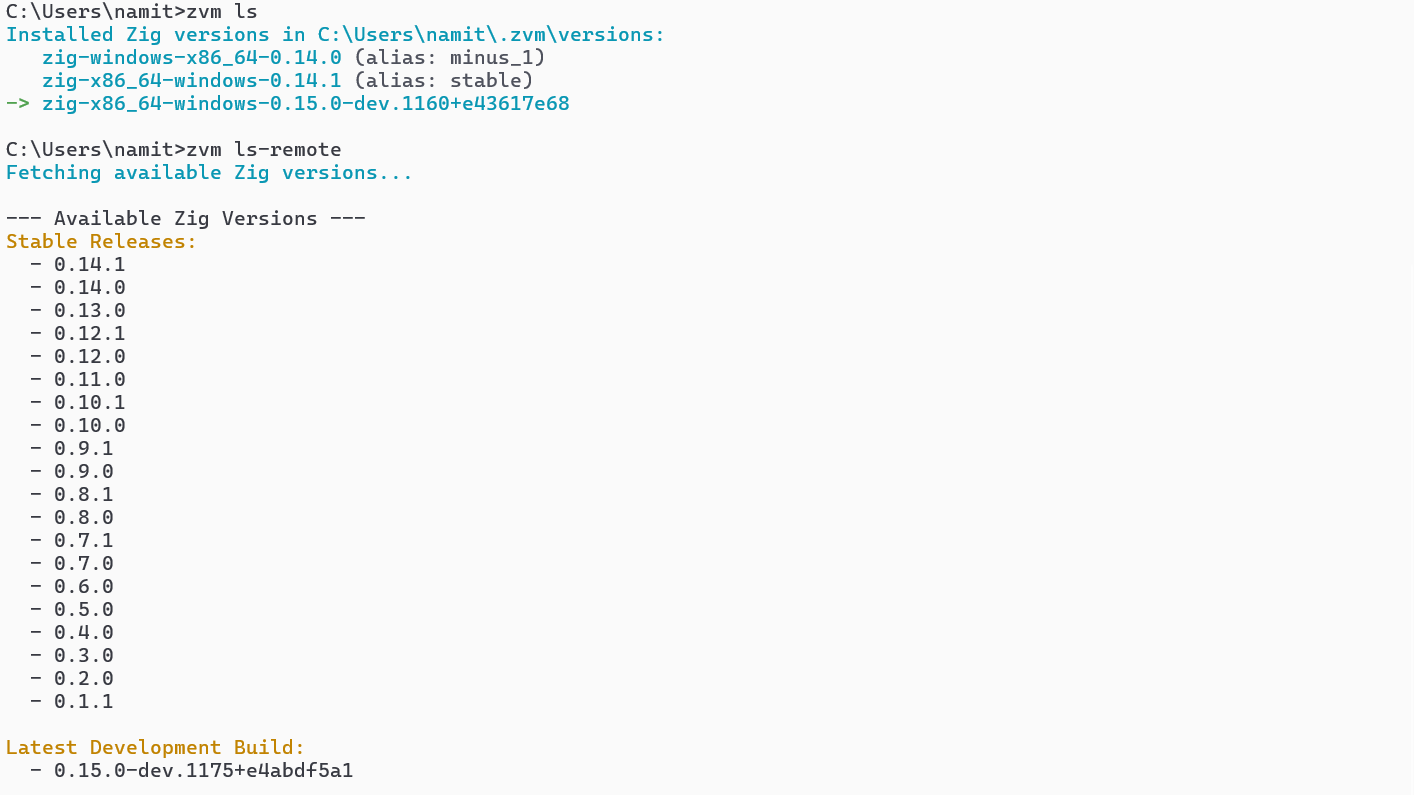 C:\Users\namit>zvm ls
Installed Zig versions in C:\Users\namit\.zvm\versions:
zig-windows-x86_64-0.14.0 (alias: minus_1)
zig-x86_64-windows-0.14.1 (alias: stable)
-> zig-x86_64-windows-0.15.0-dev.1160+e43617e68
C:\Users\namit>zvm ls-remote
Fetching available Zig versions...
--- Available Zig Versions ---
Stable Releases:
- 0.14.1
- 0.14.0
- 0.13.0
- 0.12.1
- 0.12.0
- 0.11.0
- 0.10.1
- 0.10.0
- 0.9.1
- 0.9.0
- 0.8.1
- 0.8.0
- 0.7.1
- 0.7.0
- 0.6.0
- 0.5.0
- 0.4.0
- 0.3.0
- 0.2.0
- 0.1.1
Latest Development Build:
- 0.15.0-dev.1175+e4abdf5a1